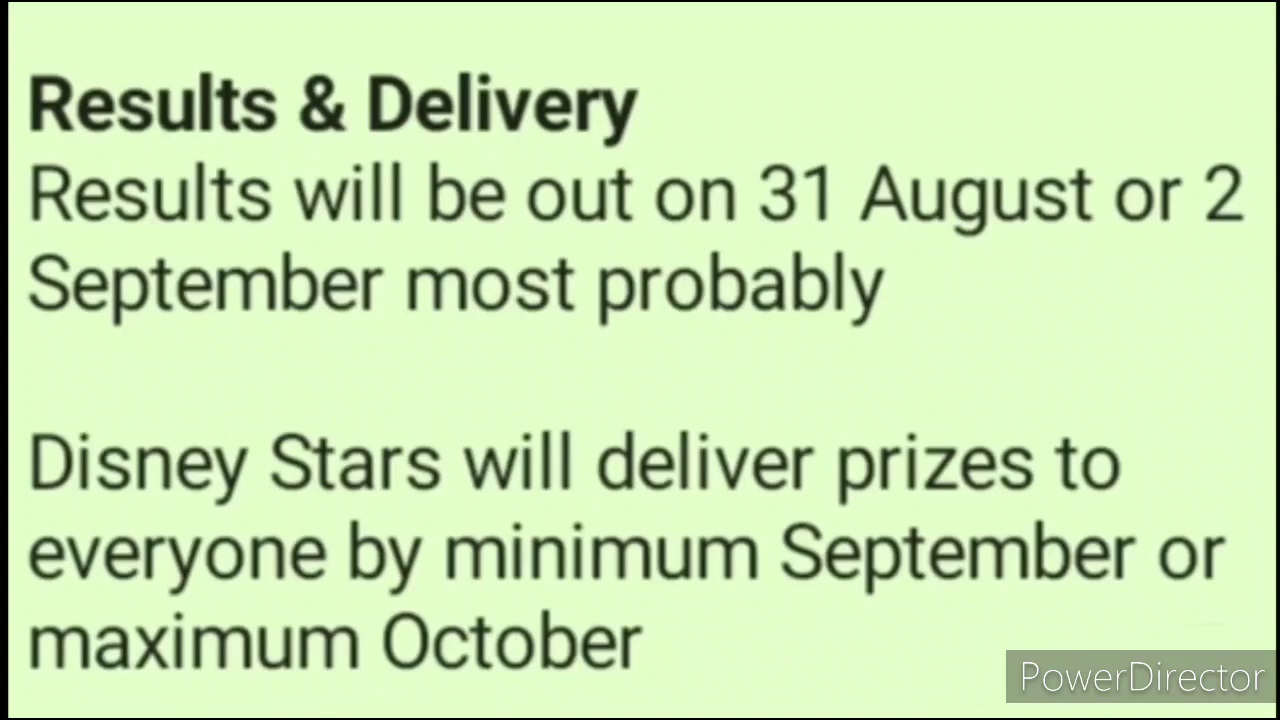 Results & Delivery
Results will be out on 31 August or 2
September most probably
Disney Stars will deliver prizes to
everyone by minimum September or
maximum October
PowerDirector